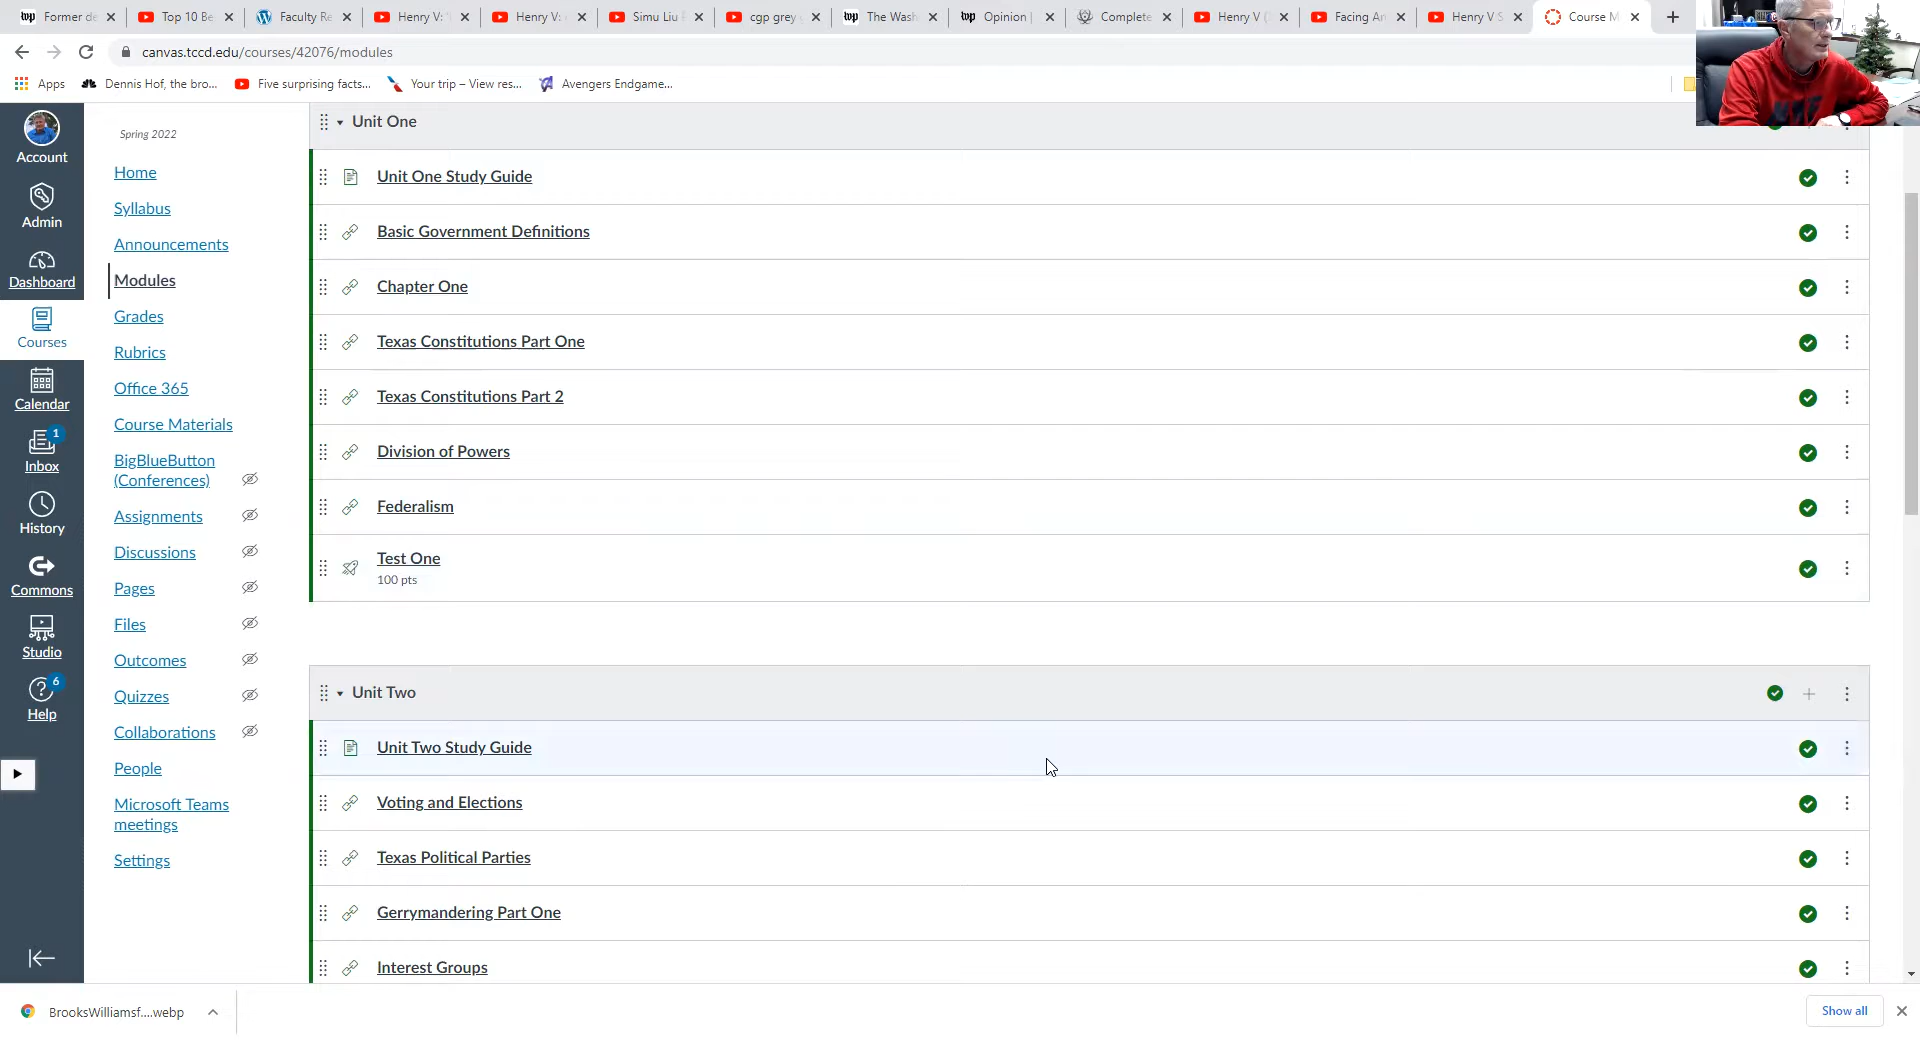 Former de
Top 10 Be
Faculty Re
Henry V: '
Henry V:
Simu Liu
cgp grey
The Wash
Opinion |
Complete
Henry V (
Facing An
Henry V S
Course M
canvas.tccd.edu/courses/42076/modules
Apps
Dennis Hof, the bro...
Five surprising facts...
Your trip – View res...
Avengers Endgame...
Account
Admin
Dashboard
Courses
Calendar
1
Inbox
History
Commons
Studio
6
Help
Spring 2022
Home
Syllabus
Announcements
Modules
Grades
Rubrics
Office 365
Course Materials
BigBlueButton
(Conferences)
Assignments
Discussions
Pages
Files
Outcomes
Quizzes
Collaborations
People
Microsoft Teams
meetings
Settings
Unit One
Unit One Study Guide
Basic Government Definitions
Chapter One
Texas Constitutions Part One
Texas Constitutions Part 2
Division of Powers
Federalism
Test One
100 pts
Unit Two
Unit Two Study Guide
Voting and Elections
Texas Political Parties
Gerrymandering Part One
Interest Groups
BrooksWilliamsf....webp
Show all